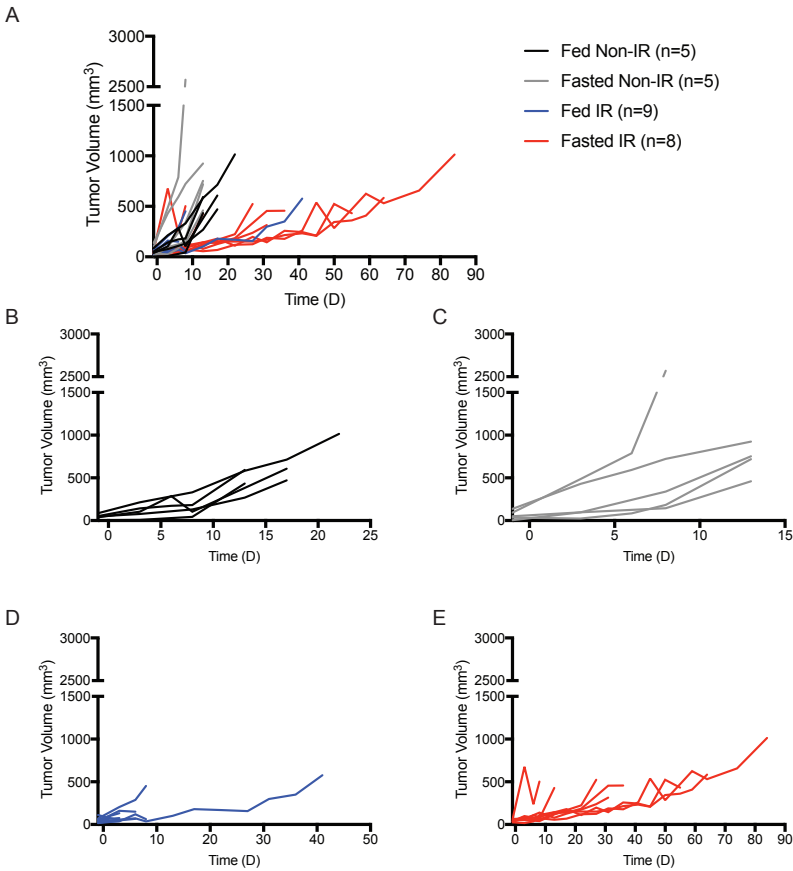 A
Tumor Volume (mm³)
3000
2500
1500
1000
500
0
0 10 20 30 40 50 60 70 80 90
Time (D)
Fed Non-IR (n=5)
Fasted Non-IR (n=5)
Fed IR (n=9)
Fasted IR (n=8)
B
Tumor Volume (mm³)
3000
2500
1500
1000
500
0
0 5 10 15 20 25
Time (D)
C
Tumor Volume (mm³)
3000
2500
1500
1000
500
0
0 5 10 15
Time (D)
D
Tumor Volume (mm³)
3000
2500
1500
1000
500
0
0 10 20 30 40 50
Time (D)
E
Tumor Volume (mm³)
3000
2500
1500
1000
500
0
0 10 20 30 40 50 60 70 80 90
Time (D)